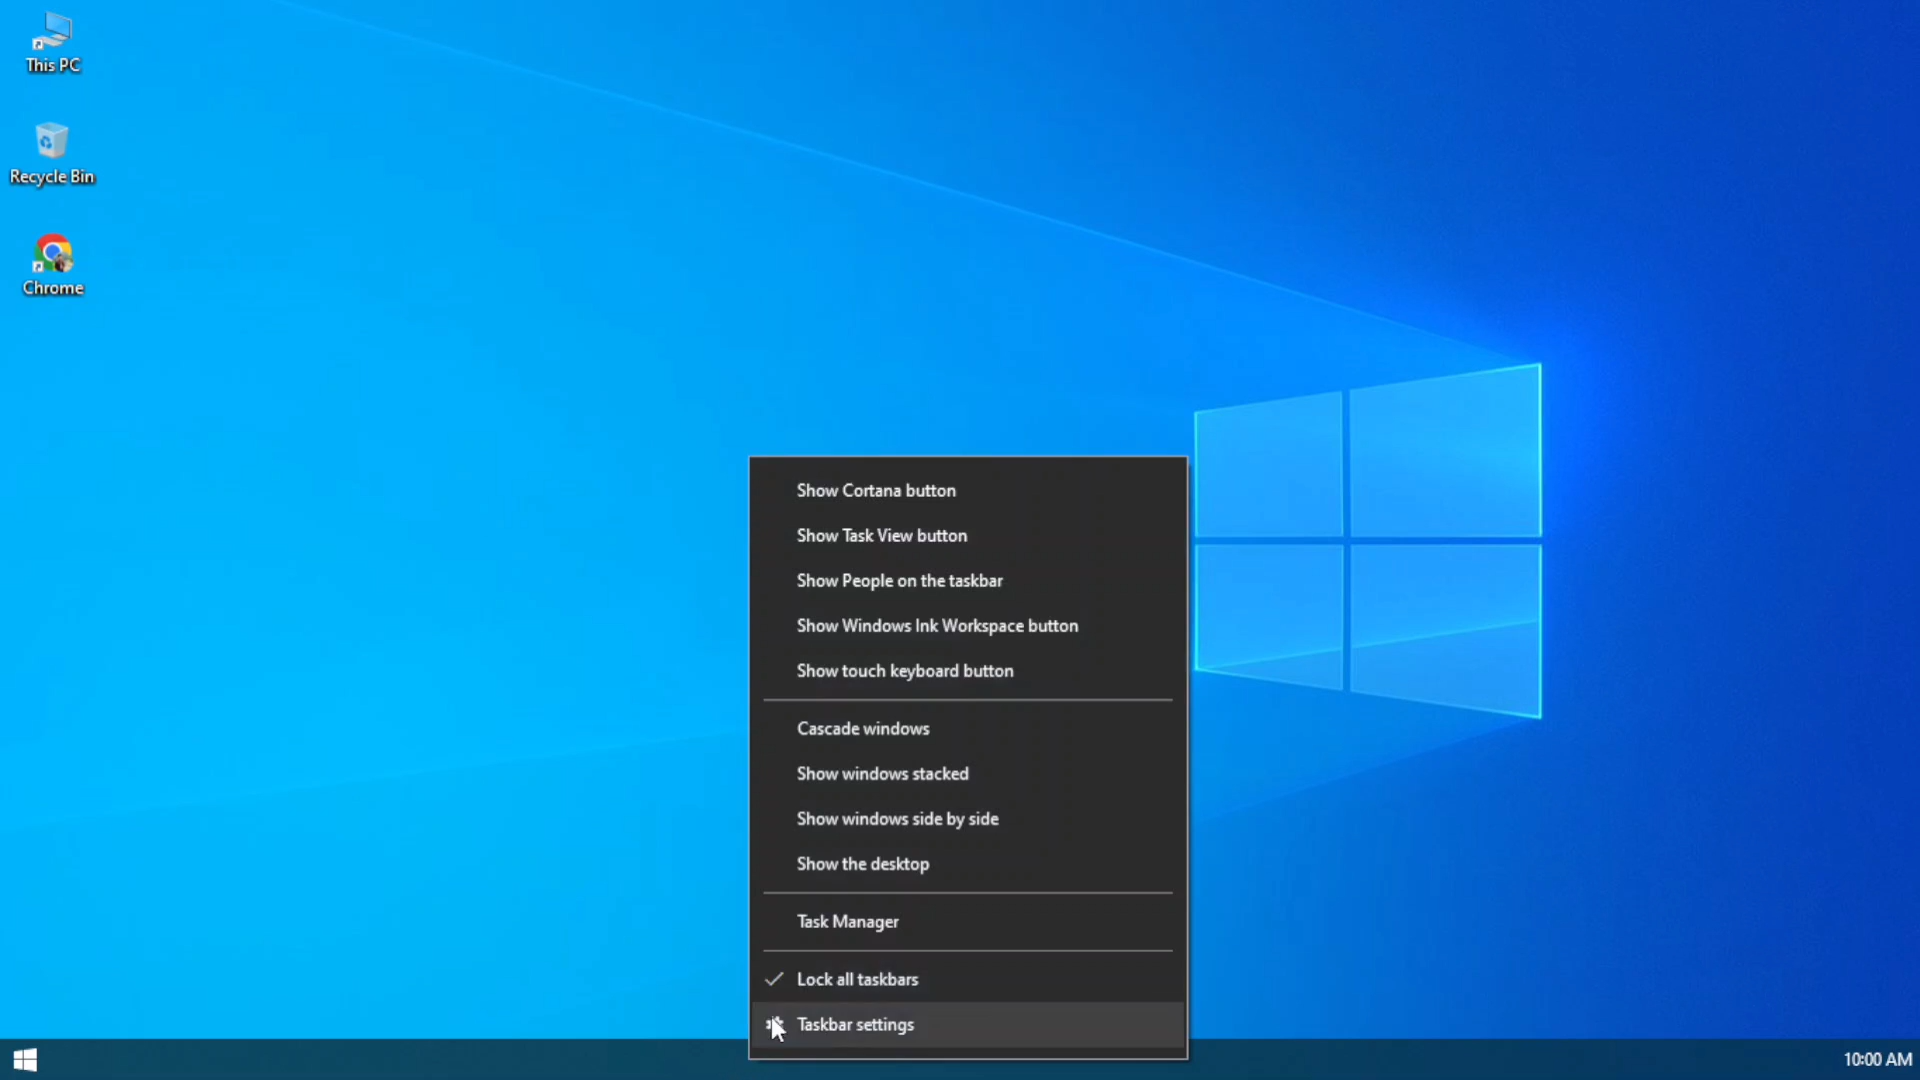 This PC
Recycle Bin
Chrome
Show Cortana button
Show Task View button
Show People on the taskbar
Show Windows Ink Workspace button
Show touch keyboard button
Cascade windows
Show windows stacked
Show windows side by side
Show the desktop
Task Manager
Lock all taskbars
Taskbar settings
10:00 AM